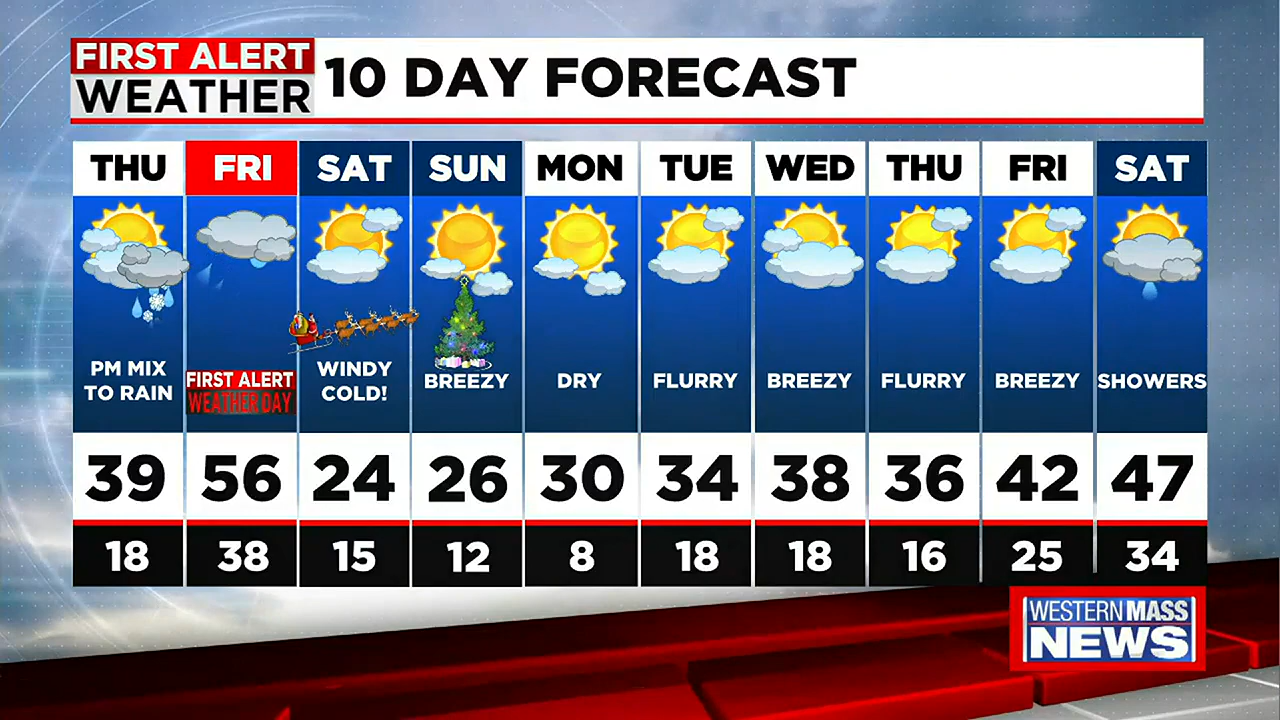 FIRST ALERT
WEATHER
10 DAY FORECAST
THU FRI SAT SUN MON TUE WED THU FRI SAT
PM MIX
TO RAIN
FIRST ALERT
WEATHER DAY
WINDY
COLD!
BREEZY
DRY
FLURRY
BREEZY
FLURRY
BREEZY
SHOWERS
39 56 24 26 30 34 38 36 42 47
18 38 15 12 8 18 18 16 25 34
WESTERN MASS
NEWS